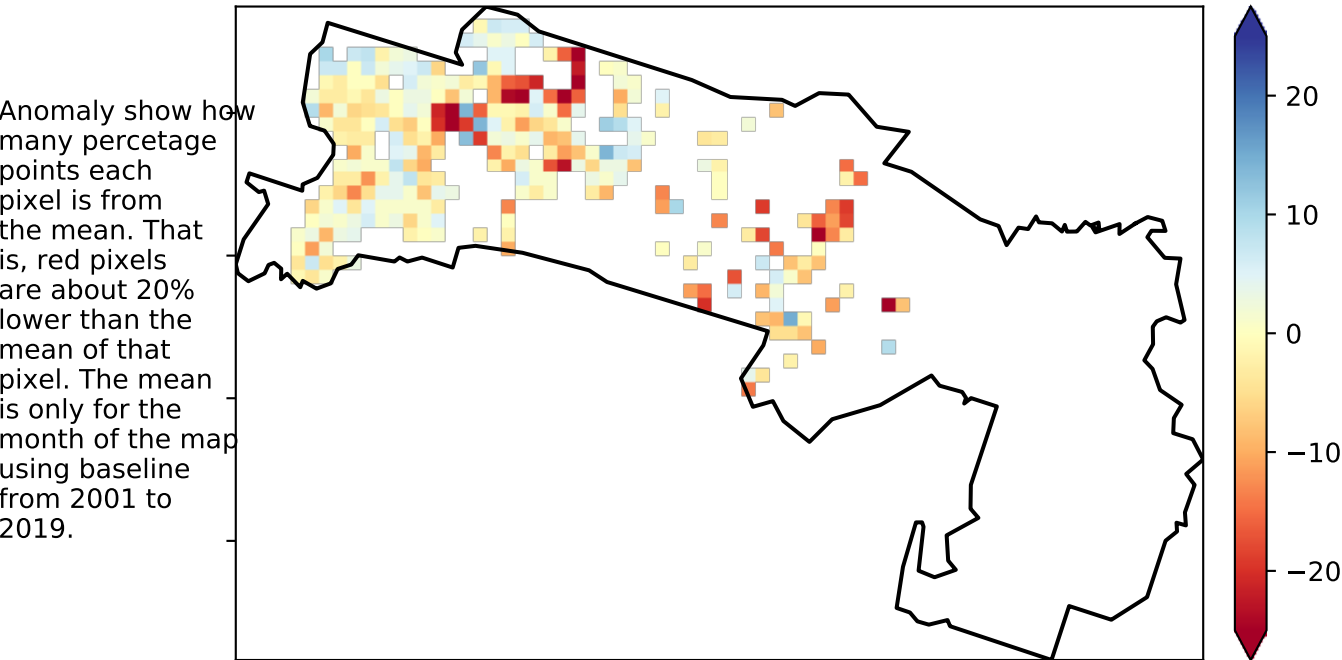 Anomaly show how
many percetage
points each
pixel is from
the mean. That
is, red pixels
are about 20%
lower than the
mean of that
pixel. The mean
is only for the
month of the map
using baseline
from 2001 to
2019.
20
10
0
−10
−20